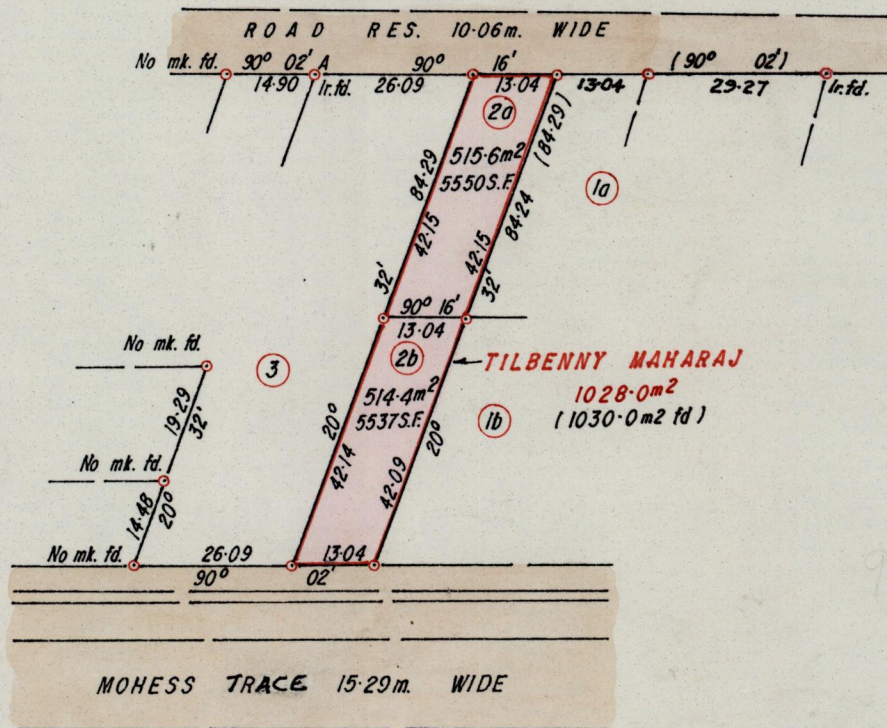 ROAD RES. 10·06m. WIDE
No mk. fd. 90° 02' A 90° 16' (90° 02')
14·90 Ir.fd. 26·09 13·04 13·04 29·27 Ir.fd.
2a
(84·29)
84·29
515·6m2
5550S.F.
1a
84·24
42·15
42·15
32'
32'
90° 16'
13·04
No mk. fd.
2b
TILBENNY MAHARAJ
3
1028·0m2
19·29
32'
514·4m2
5537S.F.
1b
(1030·0m2 fd)
20°
20°
No mk. fd.
42·14
42·09
14·48
20°
No mk. fd. 26·09 13·04
90° 02'
MOHESS TRACE 15·29m. WIDE